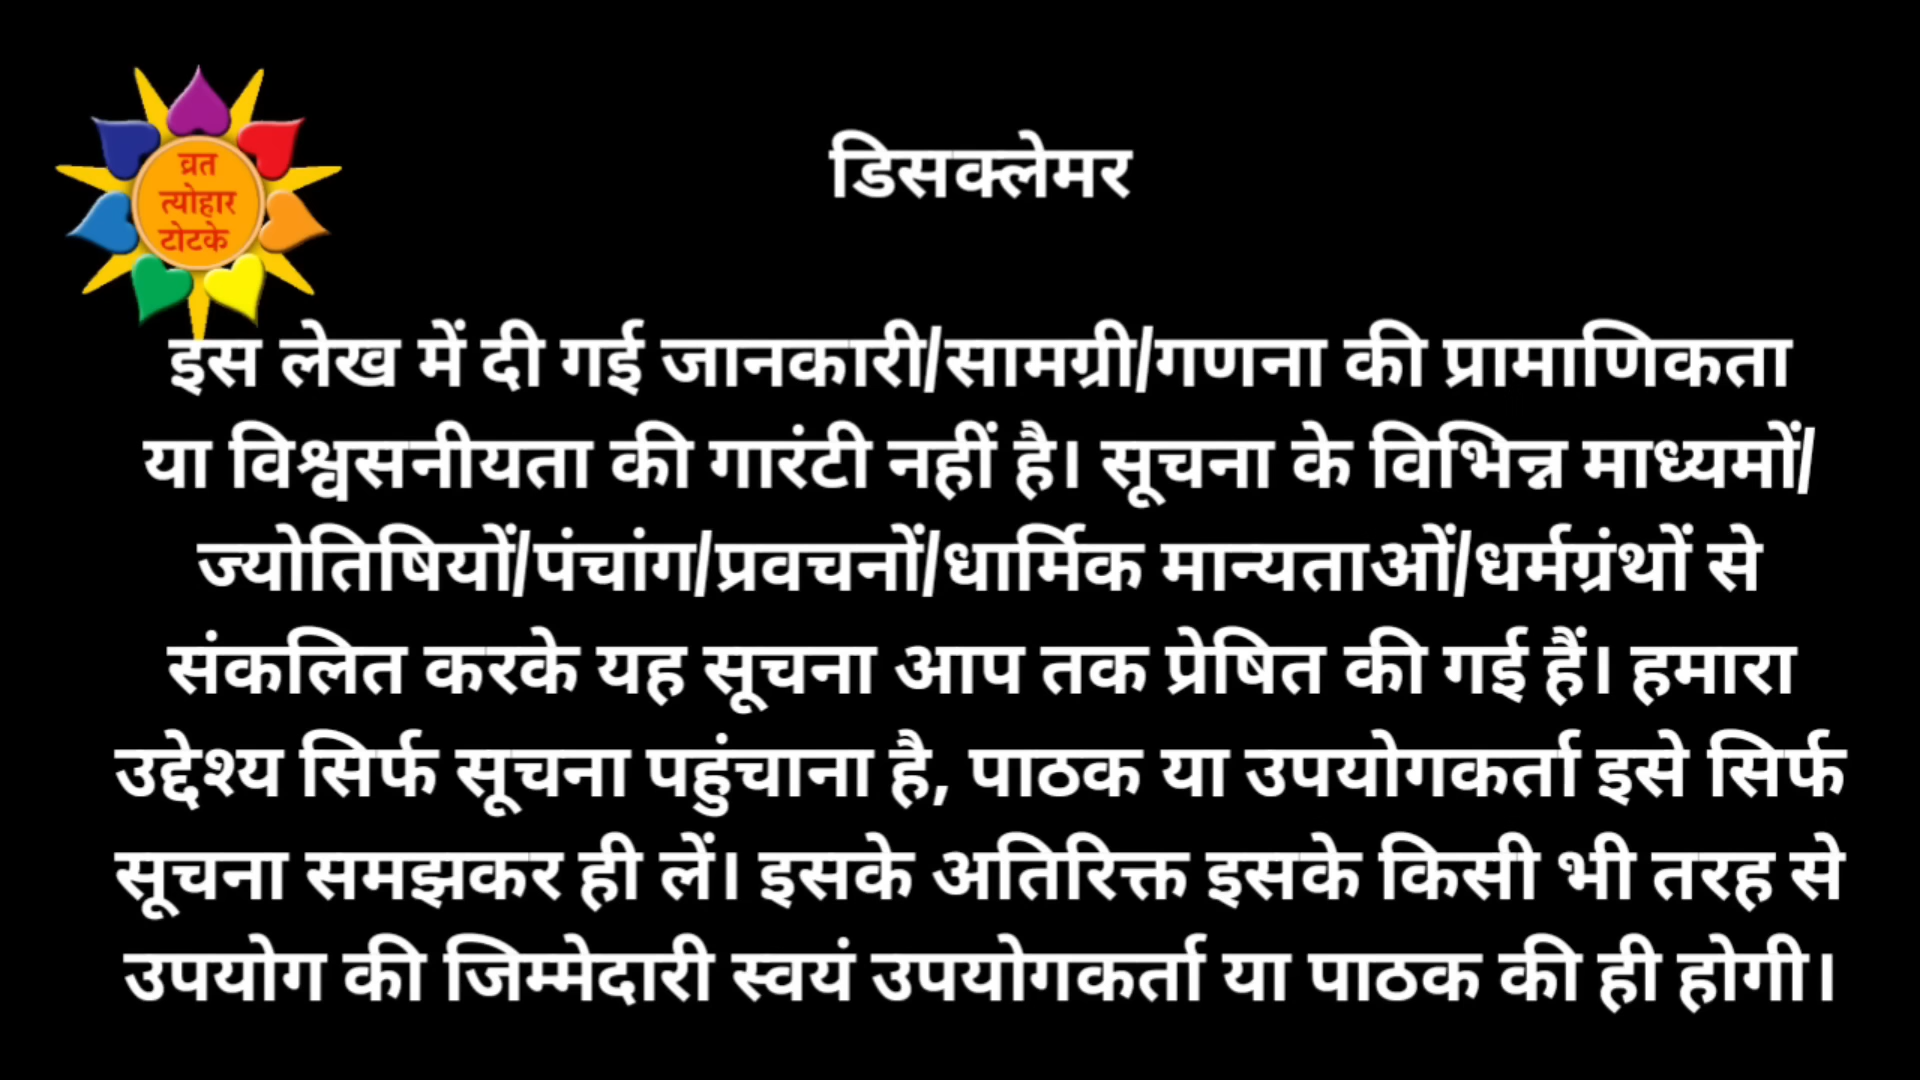 व्रत
त्योहार
टोटके
डिसक्लेमर
इस लेख में दी गई जानकारी/सामग्री/गणना की प्रामाणिकता
या विश्वसनीयता की गारंटी नहीं है। सूचना के विभिन्न माध्यमों/
ज्योतिषियों/पंचांग/प्रवचनों/धार्मिक मान्यताओं/धर्मग्रंथों से
संकलित करके यह सूचना आप तक प्रेषित की गई हैं। हमारा
उद्देश्य सिर्फ सूचना पहुंचाना है, पाठक या उपयोगकर्ता इसे सिर्फ
सूचना समझकर ही लें। इसके अतिरिक्त इसके किसी भी तरह से
उपयोग की जिम्मेदारी स्वयं उपयोगकर्ता या पाठक की ही होगी।